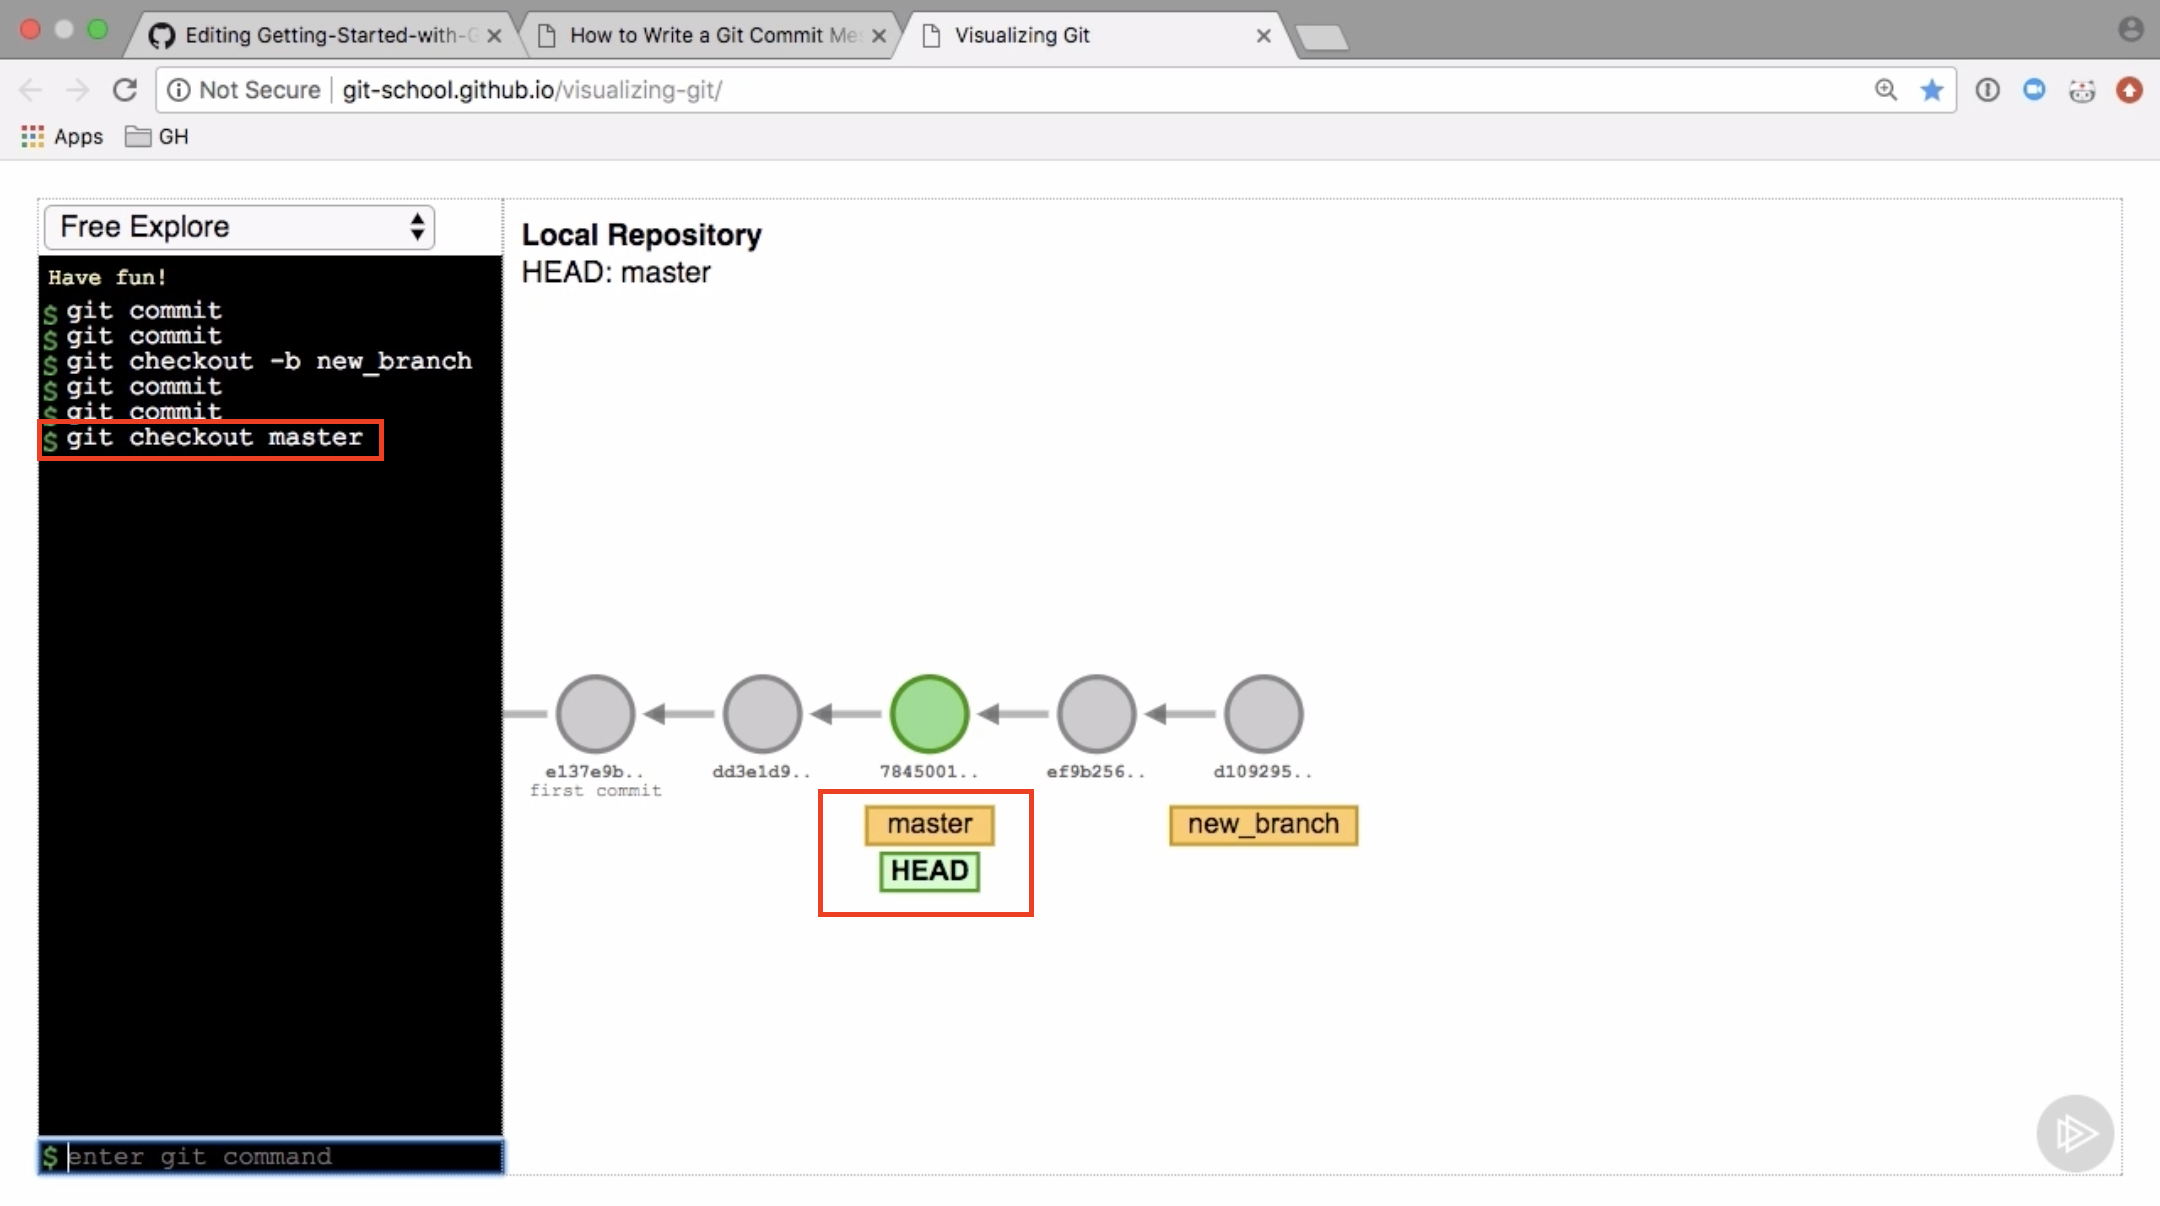 Editing Getting-Started-with-G
How to Write a Git Commit Mes
Visualizing Git
Not Secure
git-school.github.io/visualizing-git/
Apps
GH
Free Explore
Have fun!
$ git commit
$ git commit
$ git checkout -b new_branch
$ git commit
$ git commit
$ git checkout master
$ enter git command
Local Repository
HEAD: master
e137e9b.. dd3e1d9.. 7845001.. ef9b256.. d109295..
first commit
master
new_branch
HEAD